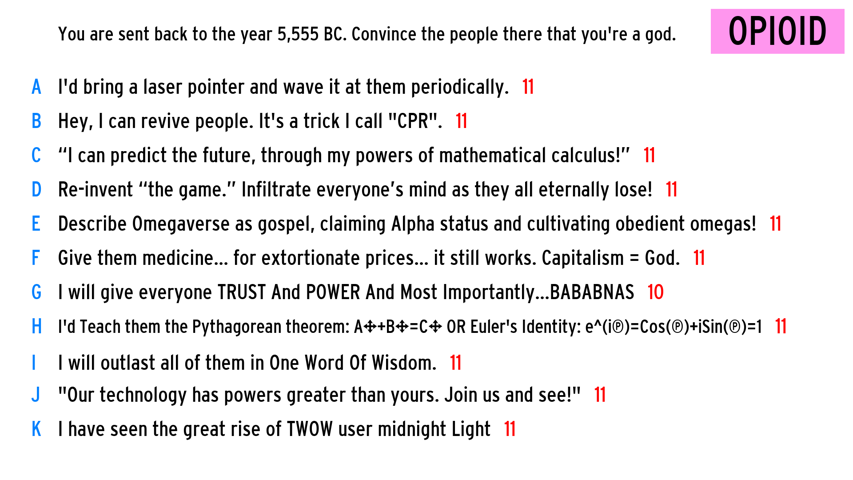 You are sent back to the year 5,555 BC. Convince the people there that you're a god.
OPIOID
A I'd bring a laser pointer and wave it at them periodically. 11
B Hey, I can revive people. It's a trick I call "CPR". 11
C “I can predict the future, through my powers of mathematical calculus!” 11
D Re-invent “the game.” Infiltrate everyone’s mind as they all eternally lose! 11
E Describe Omegaverse as gospel, claiming Alpha status and cultivating obedient omegas! 11
F Give them medicine... for extortionate prices... it still works. Capitalism = God. 11
G I will give everyone TRUST And POWER And Most Importantly...BABABNAS 10
H I'd Teach them the Pythagorean theorem: A✢+B✢=C✢ OR Euler's Identity: e^(i℗)=Cos(℗)+iSin(℗)=1 11
I I will outlast all of them in One Word Of Wisdom. 11
J "Our technology has powers greater than yours. Join us and see!" 11
K I have seen the great rise of TWOW user midnight Light 11